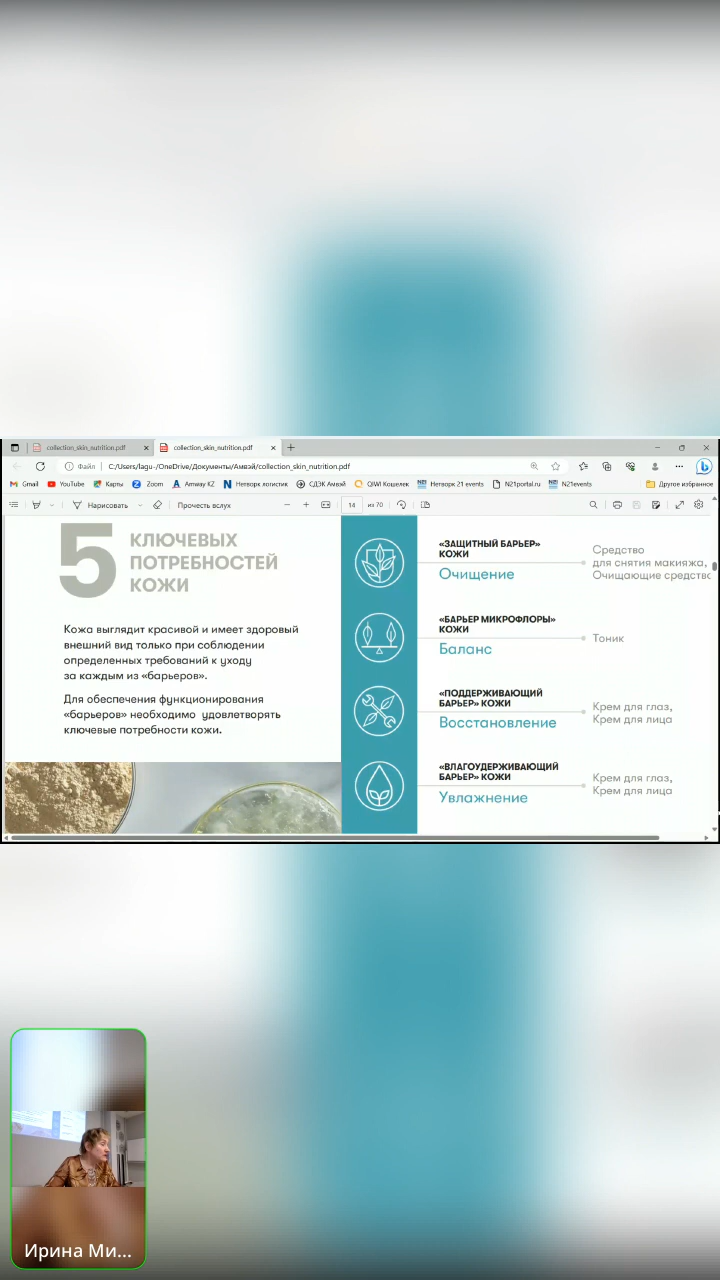 collection_skin_nutrition.pdf
collection_skin_nutrition.pdf
Файл
C:/Users/lagu-/OneDrive/Документы/Амвэй/collection_skin_nutrition.pdf
Gmail
YouTube
Карты
Zoom
Amway KZ
Нетворк логистик
СДЭК Амвэй
QIWI Кошелек
Нетворк 21 events
N21portal.ru
N21events
Другое избранное
Нарисовать
Прочесть вслух
14
из 70
5
КЛЮЧЕВЫХ
ПОТРЕБНОСТЕЙ
КОЖИ
Кожа выглядит красивой и имеет здоровый
внешний вид только при соблюдении
определенных требований к уходу
за каждым из «барьеров».
Для обеспечения функционирования
«барьеров» необходимо удовлетворять
ключевые потребности кожи.
«ЗАЩИТНЫЙ БАРЬЕР»
КОЖИ
Очищение
Средство
для снятия макияжа,
Очищающие средство
«БАРЬЕР МИКРОФЛОРЫ»
КОЖИ
Баланс
Тоник
«ПОДДЕРЖИВАЮЩИЙ
БАРЬЕР» КОЖИ
Восстановление
Крем для глаз,
Крем для лица
«ВЛАГОУДЕРЖИВАЮЩИЙ
БАРЬЕР» КОЖИ
Увлажнение
Крем для глаз,
Крем для лица
Ирина Ми...